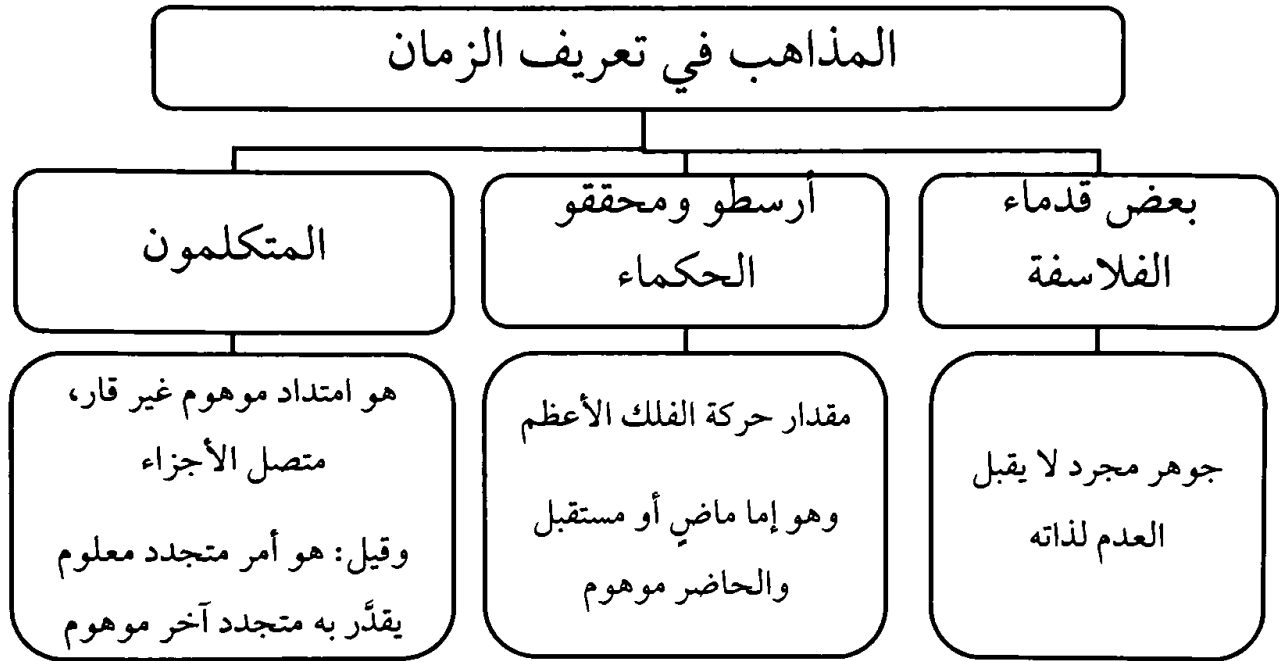 المذاهب في تعريف الزمان
بعض قدماء
الفلاسفة
جوهر مجرد لا يقبل
العدم لذاته
أرسطو ومحققو
الحكماء
مقدار حركة الفلك الأعظم
وهو إما ماضٍ أو مستقبل
والحاضر موهوم
المتكلمون
هو امتداد موهوم غير قار،
متصل الأجزاء
وقيل: هو أمر متجدد معلوم
يقدَّر به متجدد آخر موهوم